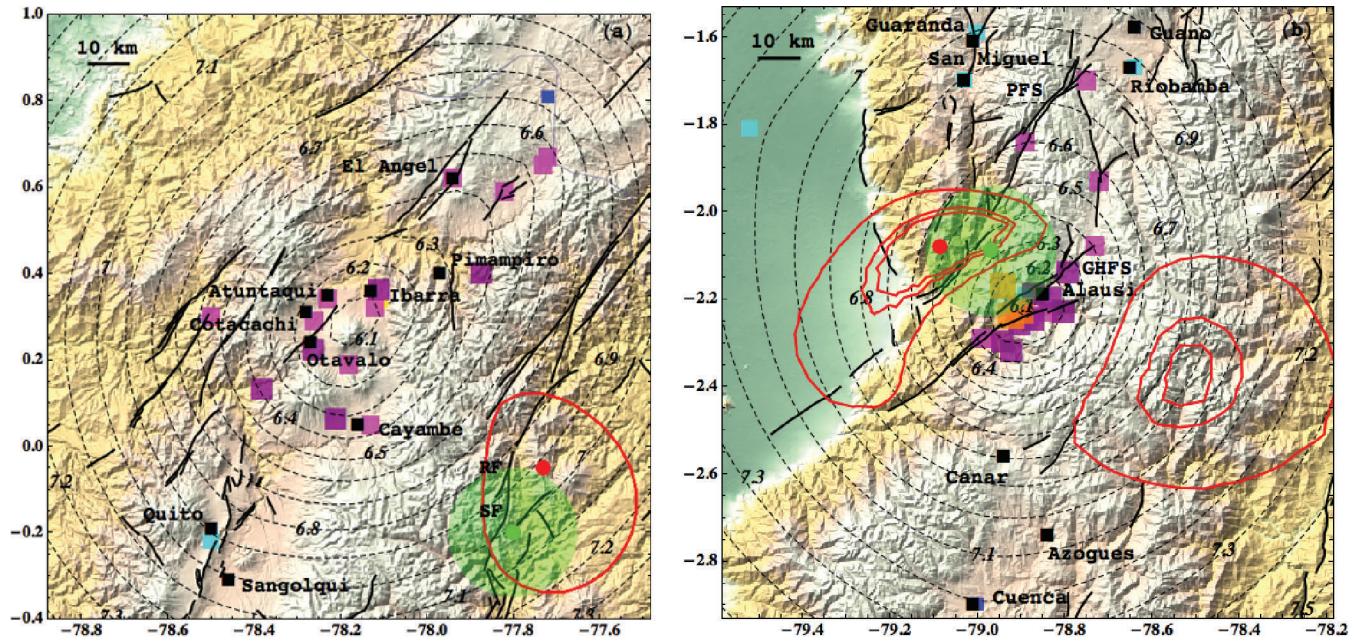 1.0
0.8
0.6
0.4
0.2
0.0
−0.2
−0.4
10 km
(a)
7.1
6.7
6.6
El Angel
6.3
Pimampiro
7
6.2
Atuntaqui
Ibarra
Cotacachi
6.1
Otavalo
6.9
6.4
Cayambe
6.5
RF
7
7.2
SF
Quito
6.8
7.2
Sangolqui
7.1
7.3
7.3
−78.8
−78.6
−78.4
−78.2
−78.0
−77.8
−77.6
−1.6
−1.8
−2.0
−2.2
−2.4
−2.6
−2.8
Guaranda
Guano
(b)
10 km
San Miguel
7
Riobamba
PFS
6.6
6.9
6.5
6.7
6.3
6.2
GHFS
6.8
Alausi
6.1
6.4
7.2
Canar
7.3
7.1
Azogues
7.3
Cuenca
7.5
−79.4
−79.2
−79.0
−78.8
−78.6
−78.4
−78.2